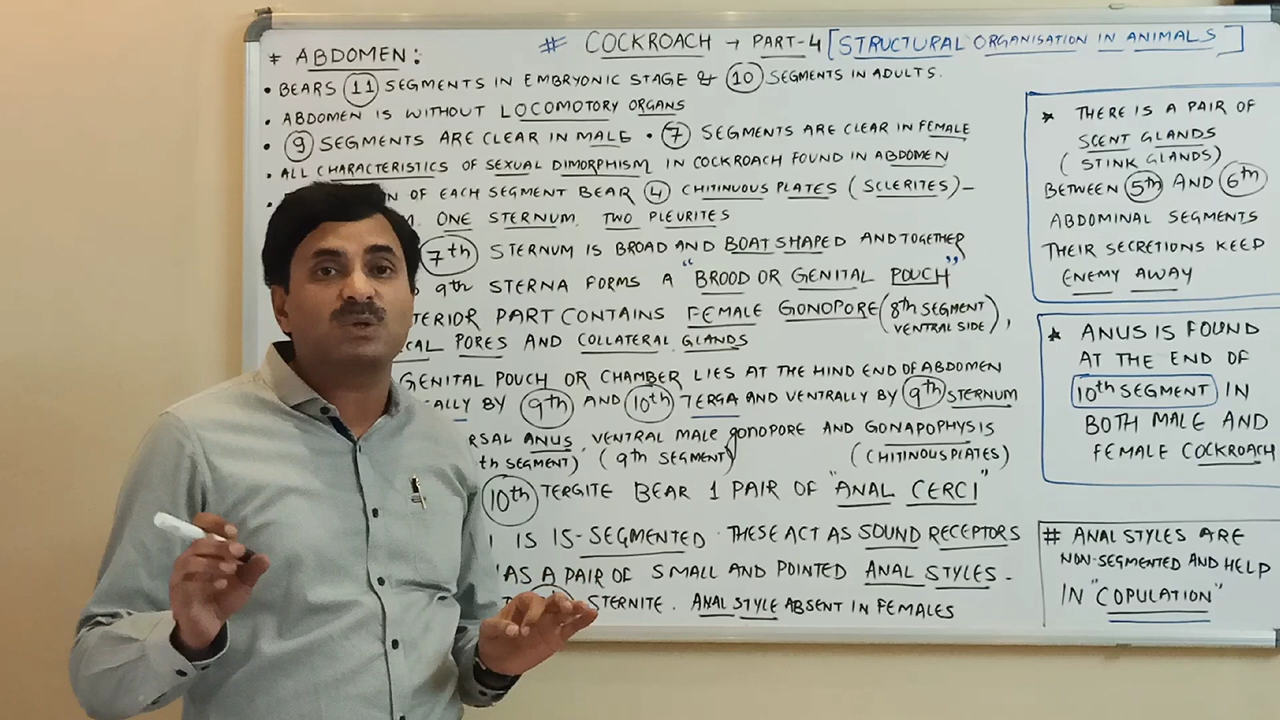 # COCKROACH → PART-4 [STRUCTURAL ORGANISATION IN ANIMALS]
* ABDOMEN:
• BEARS 11 SEGMENTS IN EMBRYONIC STAGE & 10 SEGMENTS IN ADULTS.
• ABDOMEN IS WITHOUT LOCOMOTORY ORGANS
• 9 SEGMENTS ARE CLEAR IN MALE • 7 SEGMENTS ARE CLEAR IN FEMALE
• ALL CHARACTERISTICS OF SEXUAL DIMORPHISM IN COCKROACH FOUND IN ABDOMEN
OF EACH SEGMENT BEAR 4 CHITINUOUS PLATES (SCLERITES) –
ONE STERNUM, TWO PLEURITES
7th STERNUM IS BROAD AND BOAT SHAPED AND TOGETHER
9th STERNA FORMS A "BROOD OR GENITAL POUCH"
PART CONTAINS FEMALE GONOPORE (8th SEGMENT VENTRAL SIDE),
PORES AND COLLATERAL GLANDS
GENITAL POUCH OR CHAMBER LIES AT THE HIND END OF ABDOMEN
BY 9th AND 10th TERGA AND VENTRALLY BY 9th STERNUM
ANUS, VENTRAL MALE gONOPORE AND GONAPOPHYSIS
SEGMENT) (9th SEGMENT) (CHITINOUS PLATES)
10th TERGITE BEAR 1 PAIR OF "ANAL CERCI"
IS 15-SEGMENTED. THESE ACT AS SOUND RECEPTORS
A PAIR OF SMALL AND POINTED ANAL STYLES.
STERNITE. ANAL STYLE ABSENT IN FEMALES
* THERE IS A PAIR OF
SCENT GLANDS
(STINK GLANDS)
BETWEEN 5th AND 6th
ABDOMINAL SEGMENTS
THEIR SECRETIONS KEEP
ENEMY AWAY
* ANUS IS FOUND
AT THE END OF
10th SEGMENT IN
BOTH MALE AND
FEMALE COCKROACH
# ANAL STYLES ARE
NON-SEGMENTED AND HELP
IN "COPULATION"